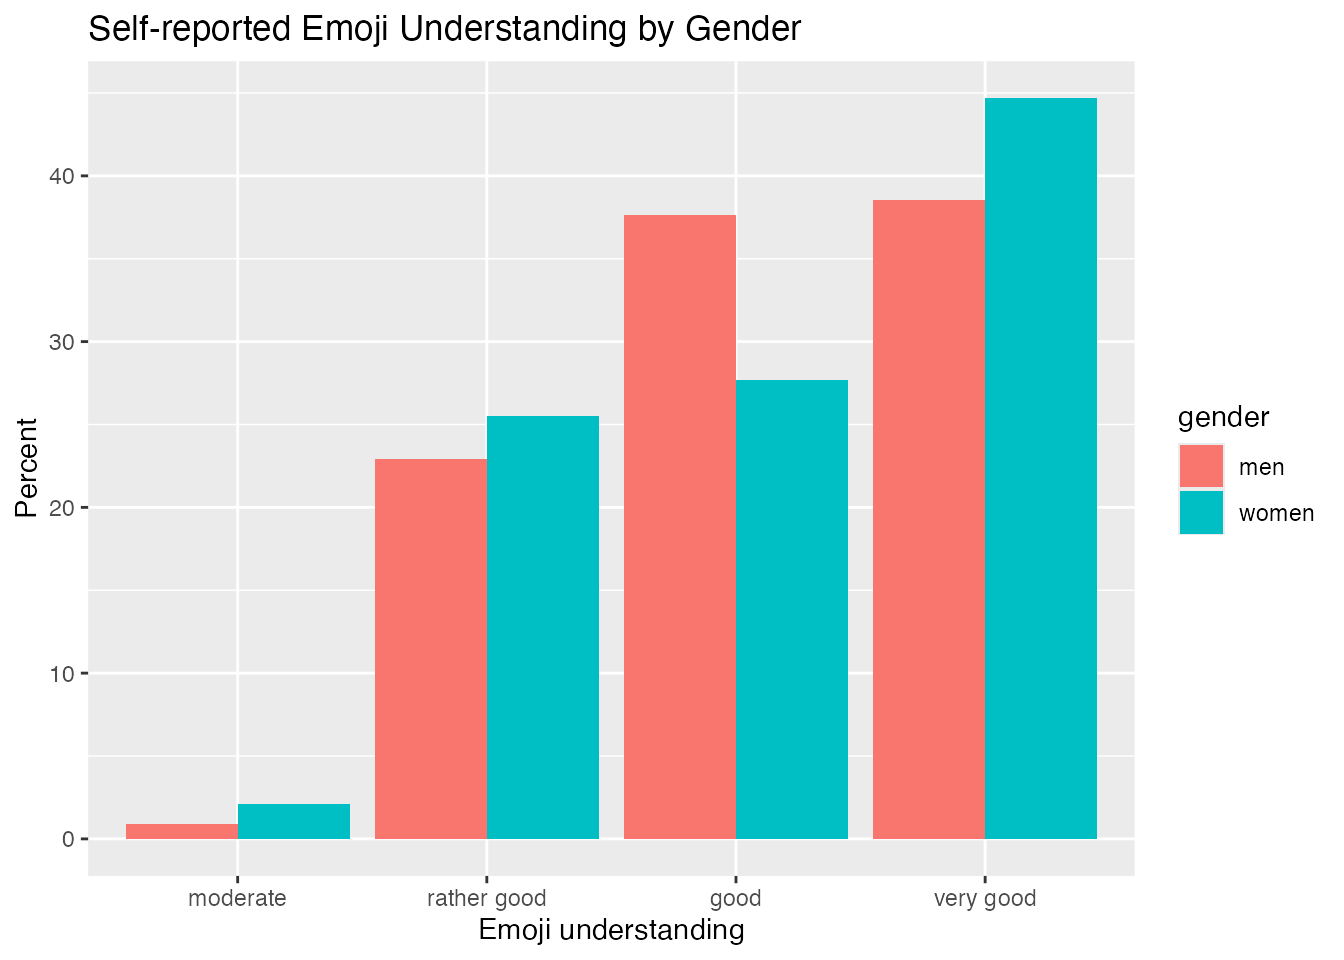 Self-reported Emoji Understanding by Gender
Percent
40
30
20
10
0
moderate
rather good
good
very good
Emoji understanding
gender
men
women